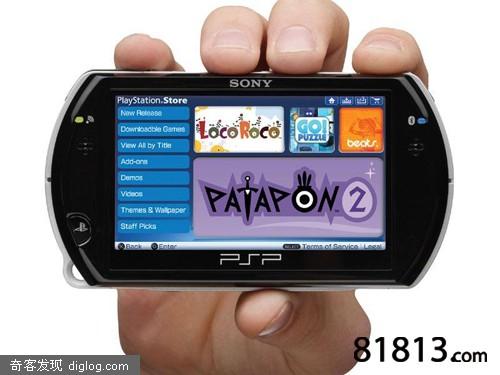 SONY
PlayStation.Store
New Release
Downloadable Games
View All by Title
Add-ons
Demos
Videos
Themes & Wallpaper
Staff Picks
LocoRoco
GO! PUZZLE
beats
PATAPON 2
Back
Enter
SELECT Terms of Service | Legal
PSP
81813.com
奇客发现 diglog.com